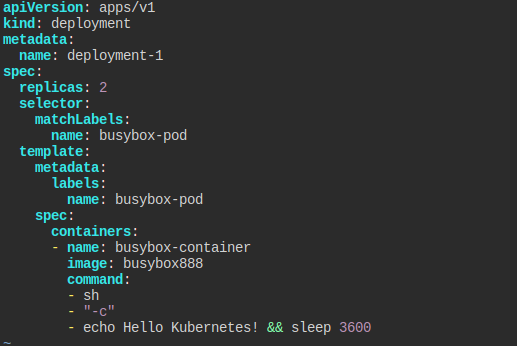 apiVersion: apps/v1
kind: deployment
metadata:
  name: deployment-1
spec:
  replicas: 2
  selector:
    matchLabels:
      name: busybox-pod
  template:
    metadata:
      labels:
        name: busybox-pod
    spec:
      containers:
      - name: busybox-container
        image: busybox888
        command:
        - sh
        - "-c"
        - echo Hello Kubernetes! && sleep 3600
~